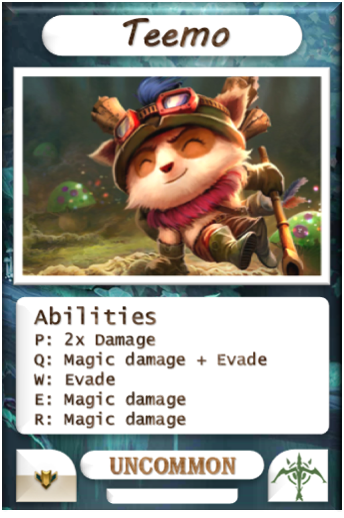 Teemo
Abilities
P: 2x Damage
Q: Magic damage + Evade
W: Evade
E: Magic damage
R: Magic damage
UNCOMMON